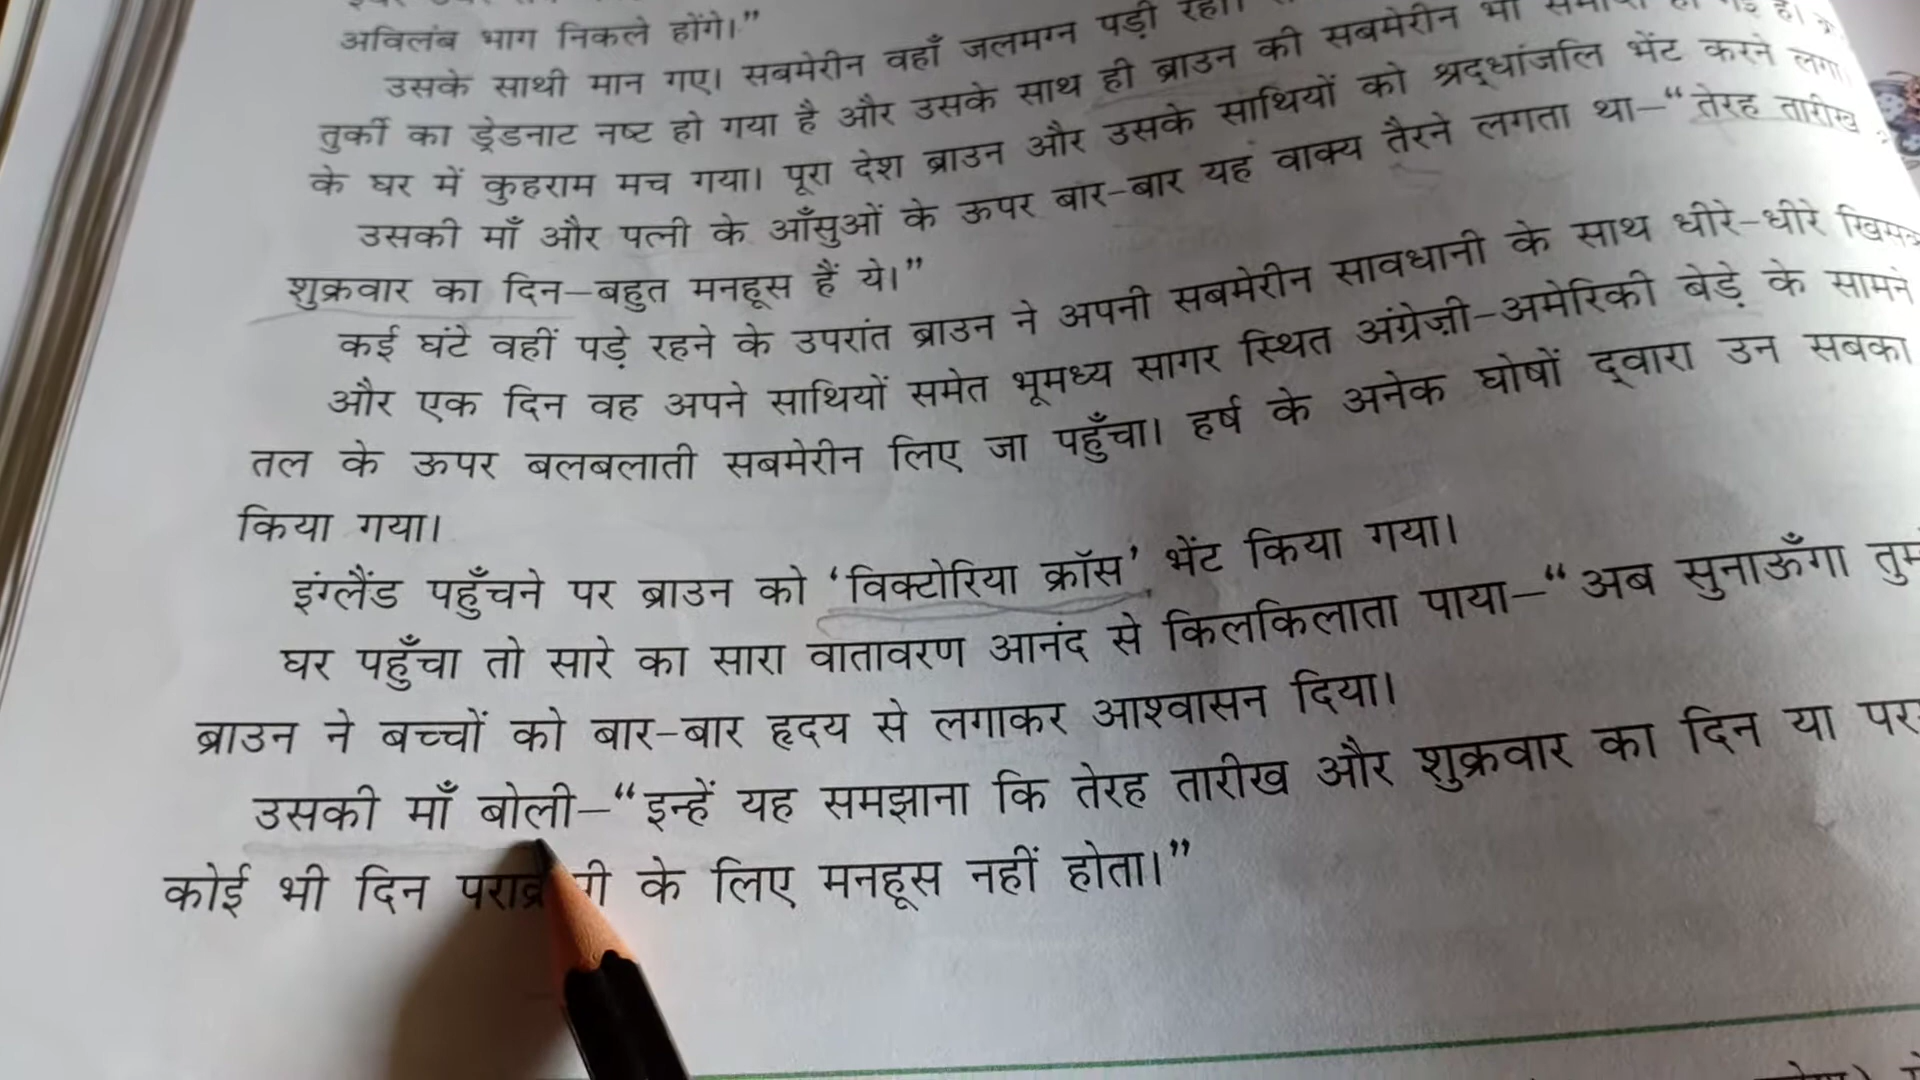 अविलंब भाग निकले होंगे।”
उसके साथी मान गए। सबमेरीन वहाँ जलमग्न पड़ी रही।
तुर्की का ड्रेडनाट नष्ट हो गया है और उसके साथ ही ब्राउन की सबमेरीन भी समाप्त हो गई है।
के घर में कुहराम मच गया। पूरा देश ब्राउन और उसके साथियों को श्रद्धांजलि भेंट करने लगा।
उसकी माँ और पत्नी के आँसुओं के ऊपर बार-बार यह वाक्य तैरने लगता था-“तेरह तारीख
शुक्रवार का दिन-बहुत मनहूस हैं ये।”
कई घंटे वहीं पड़े रहने के उपरांत ब्राउन ने अपनी सबमेरीन सावधानी के साथ धीरे-धीरे
और एक दिन वह अपने साथियों समेत भूमध्य सागर स्थित अंग्रेज़ी-अमेरिकी बेड़े के सामने
तल के ऊपर बलबलाती सबमेरीन लिए जा पहुँचा। हर्ष के अनेक घोषों द्वारा उन सबका
किया गया।
इंग्लैंड पहुँचने पर ब्राउन को ‘विक्टोरिया क्रॉस’ भेंट किया गया।
घर पहुँचा तो सारे का सारा वातावरण आनंद से किलकिलाता पाया-“अब सुनाऊँगा
ब्राउन ने बच्चों को बार-बार हृदय से लगाकर आश्वासन दिया।
उसकी माँ बोली-“इन्हें यह समझाना कि तेरह तारीख और शुक्रवार का दिन या
कोई भी दिन के लिए मनहूस नहीं होता।”